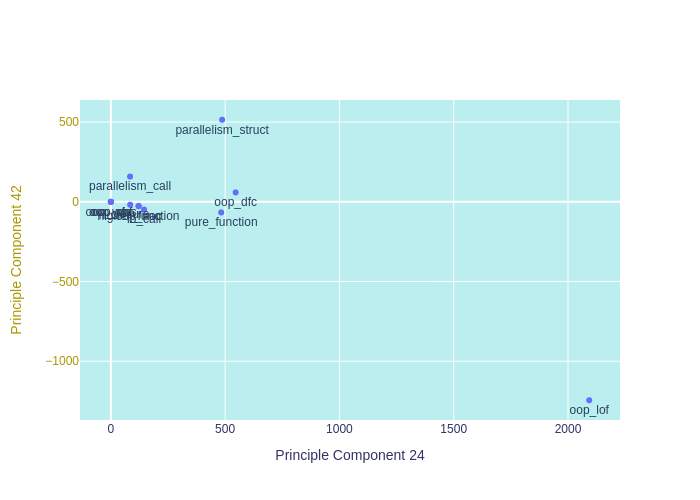 500
parallelism_struct
parallelism_call
oop_dfc
0
pure_function
−500
−1000
oop_lof
0
500
1000
1500
2000
Principle Component 24
Principle Component 42